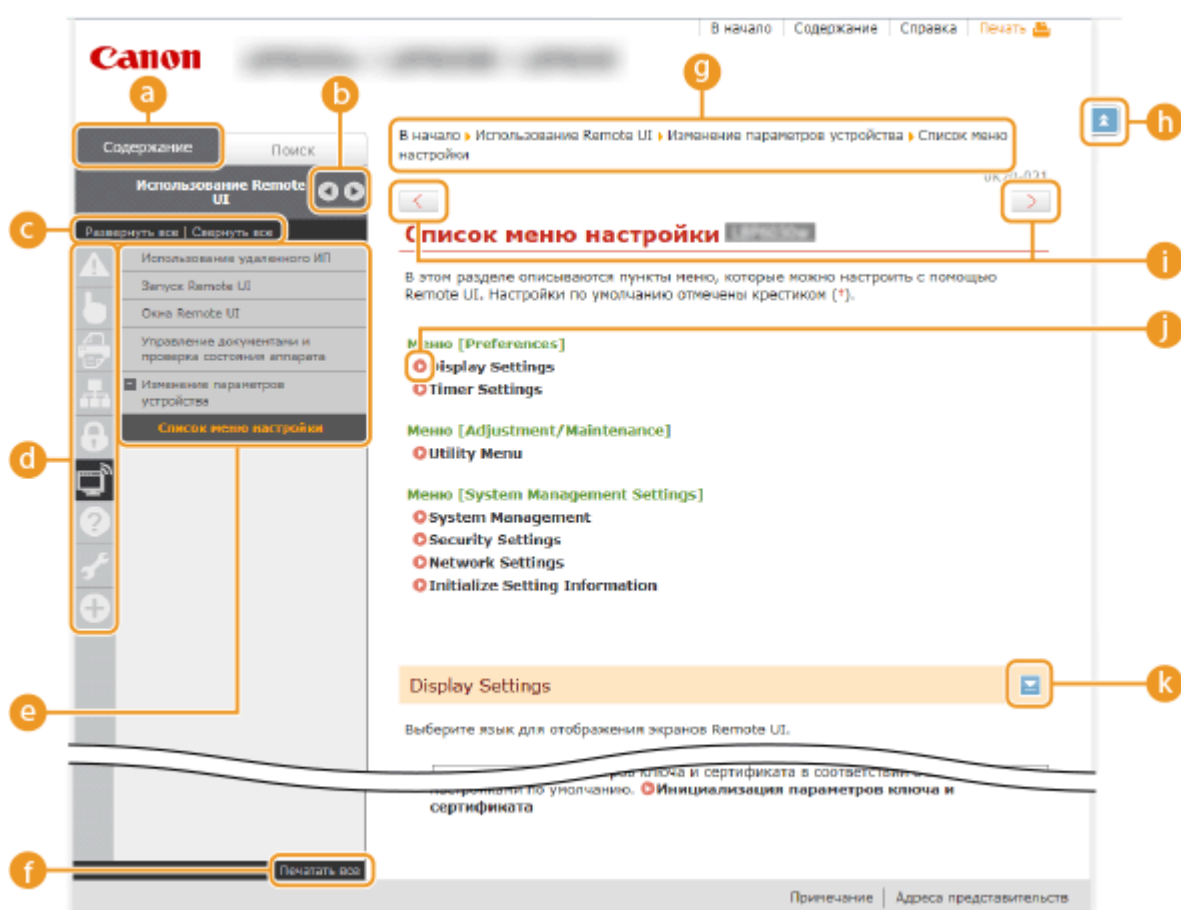 В начало | Содержание | Справка | Печать
Canon
a
b
g
h
Содержание
Поиск
В начало Использование Remote UI Изменение параметров устройства Список меню
настройки
Использование Remote
UI
c
Развернуть все | Свернуть все
Список меню настройки
i
Использование удаленного ИП
Запуск Remote UI
Окна Remote UI
Управление документами и
проверка состояния аппарата
Изменение параметров
устройства
Список меню настройки
В этом разделе описываются пункты меню, которые можно настроить с помощью
Remote UI. Настройки по умолчанию отмечены крестиком (*).
j
Меню [Preferences]
isplay Settings
Timer Settings
Меню [Adjustment/Maintenance]
Utility Menu
d
Меню [System Management Settings]
System Management
Security Settings
Network Settings
Initialize Setting Information
e
Display Settings
k
Выберите язык для отображения экранов Remote UI.
ключа и сертификата в соответствии
по умолчанию. Инициализация параметров ключа и
сертификата
f
Печатать все
Примечание | Адреса представительств